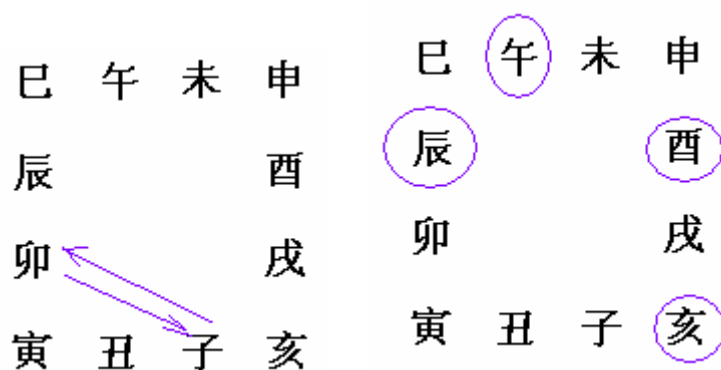 巳 午 未 申
辰 酉
卯 戌
寅 丑 子 亥
巳 午 未 申
辰 酉
卯 戌
寅 丑 子 亥